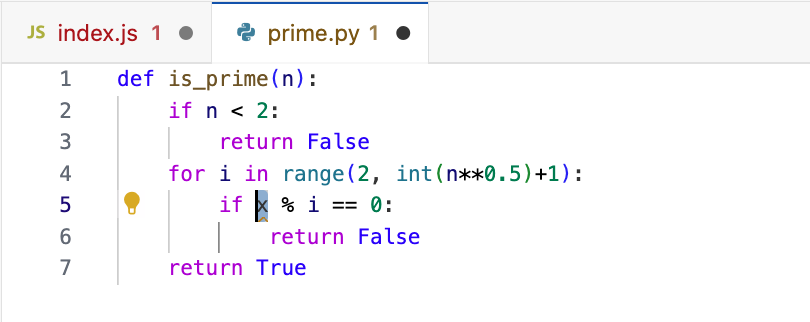 JS index.js 1 prime.py 1
1 def is_prime(n):
2     if n < 2:
3         return False
4     for i in range(2, int(n**0.5)+1):
5         if x % i == 0:
6             return False
7     return True